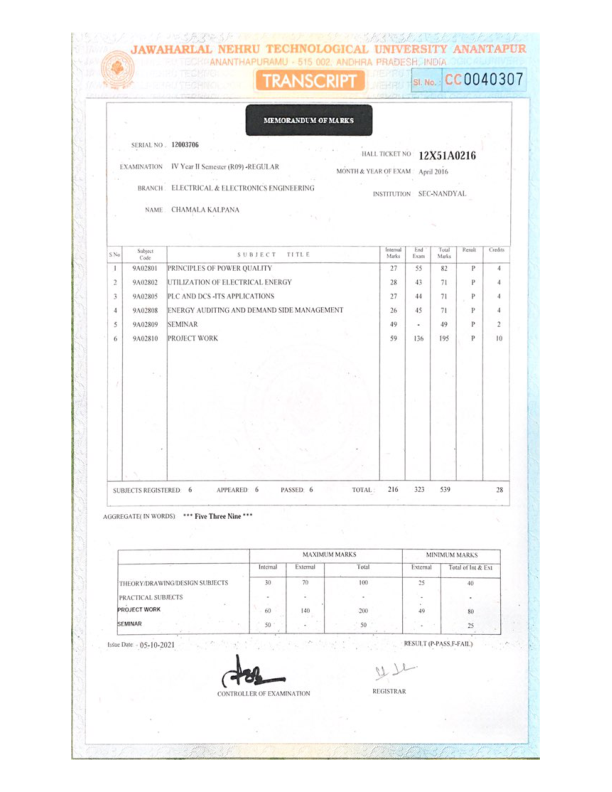 JAWAHARLAL NEHRU TECHNOLOGICAL UNIVERSITY ANANTAPUR
ANANTHAPURAMU - 515 002, ANDHRA PRADESH, INDIA
TRANSCRIPT
Sl. No. CC0040307
MEMORANDUM OF MARKS
SERIAL NO. 12003706
HALL TICKET NO 12X51A0216
EXAMINATION IV Year II Semester (R09)-REGULAR
MONTH & YEAR OF EXAM April 2016
BRANCH ELECTRICAL & ELECTRONICS ENGINEERING
INSTITUTION SEC-NANDYAL
NAME CHAMALA KALPANA
S.No Subject Code SUBJECT TITLE Internal Marks End Exam Total Marks Result Credits
1 9A02801 PRINCIPLES OF POWER QUALITY 27 55 82 P 4
2 9A02802 UTILIZATION OF ELECTRICAL ENERGY 28 43 71 P 4
3 9A02805 PLC AND DCS -ITS APPLICATIONS 27 44 71 P 4
4 9A02808 ENERGY AUDITING AND DEMAND SIDE MANAGEMENT 26 45 71 P 4
5 9A02809 SEMINAR 49 - 49 P 2
6 9A02810 PROJECT WORK 59 136 195 P 10
SUBJECTS REGISTERED 6 APPEARED 6 PASSED 6 TOTAL 216 323 539 28
AGGREGATE( IN WORDS) *** Five Three Nine ***
MAXIMUM MARKS MINIMUM MARKS
Internal External Total External Total of Int & Ext
THEORY/DRAWING/DESIGN SUBJECTS 30 70 100 25 40
PRACTICAL SUBJECTS - - - - -
PROJECT WORK 60 140 200 49 80
SEMINAR 50 - 50 - 25
Issue Date - 05-10-2021
RESULT (P-PASS,F-FAIL)
CONTROLLER OF EXAMINATION
REGISTRAR